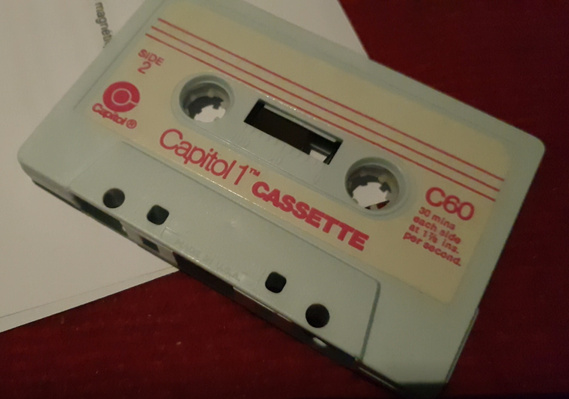 SIDE
2
Capitol®
Capitol 1™ CASSETTE
C60
30 mins
each side
at 1⅞ ins.
per second.